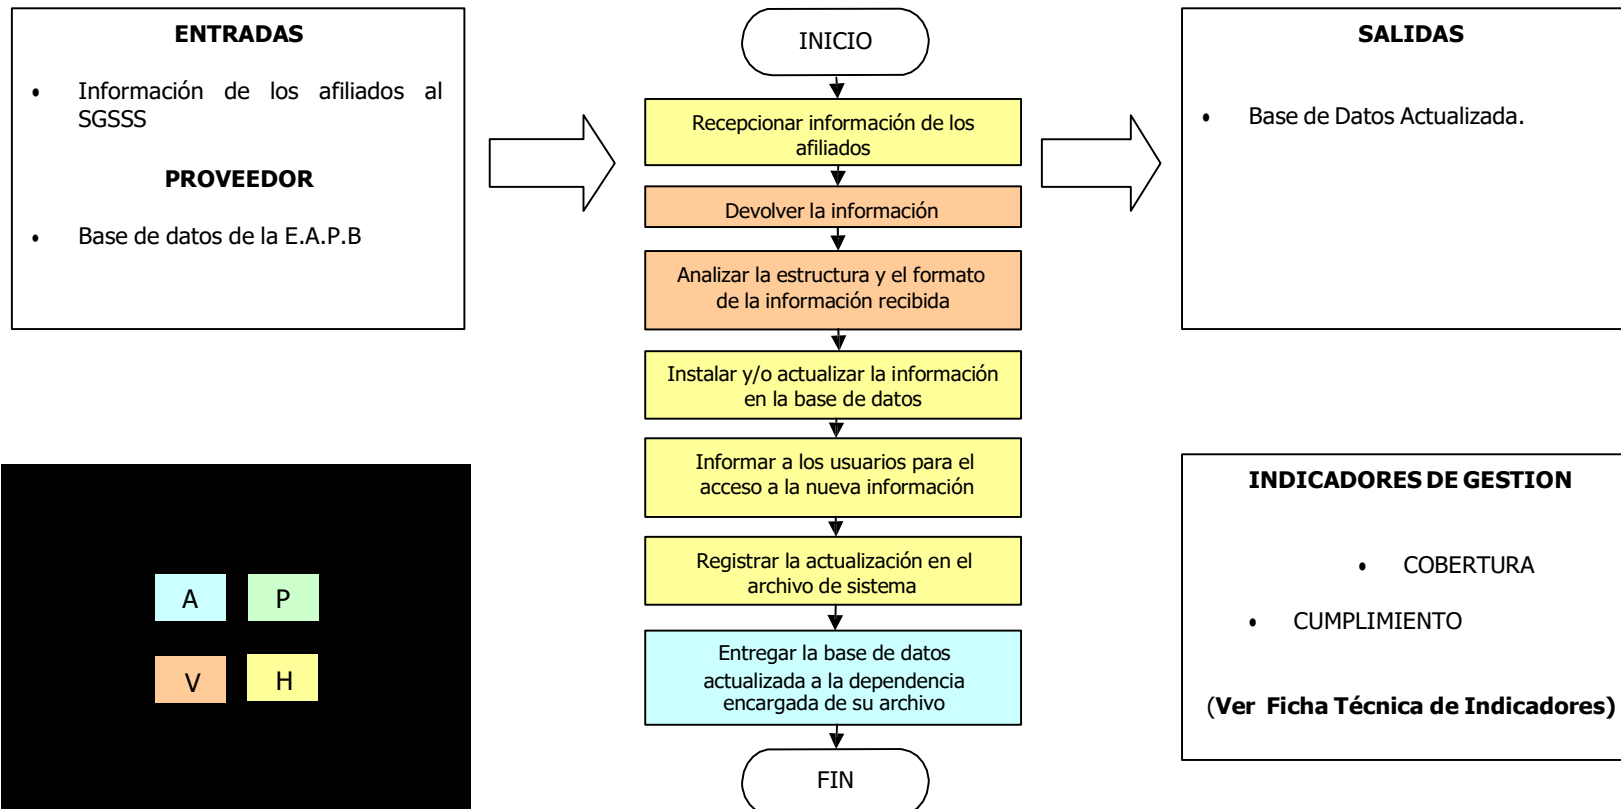 ENTRADAS
• Información de los afiliados al
SGSSS
PROVEEDOR
• Base de datos de la E.A.P.B
INICIO
Recepcionar información de los
afiliados
Devolver la información
Analizar la estructura y el formato
de la información recibida
Instalar y/o actualizar la información
en la base de datos
Informar a los usuarios para el
acceso a la nueva información
Registrar la actualización en el
archivo de sistema
Entregar la base de datos
actualizada a la dependencia
encargada de su archivo
FIN
SALIDAS
• Base de Datos Actualizada.
A P
V H
INDICADORES DE GESTION
• COBERTURA
• CUMPLIMIENTO
(Ver Ficha Técnica de Indicadores)